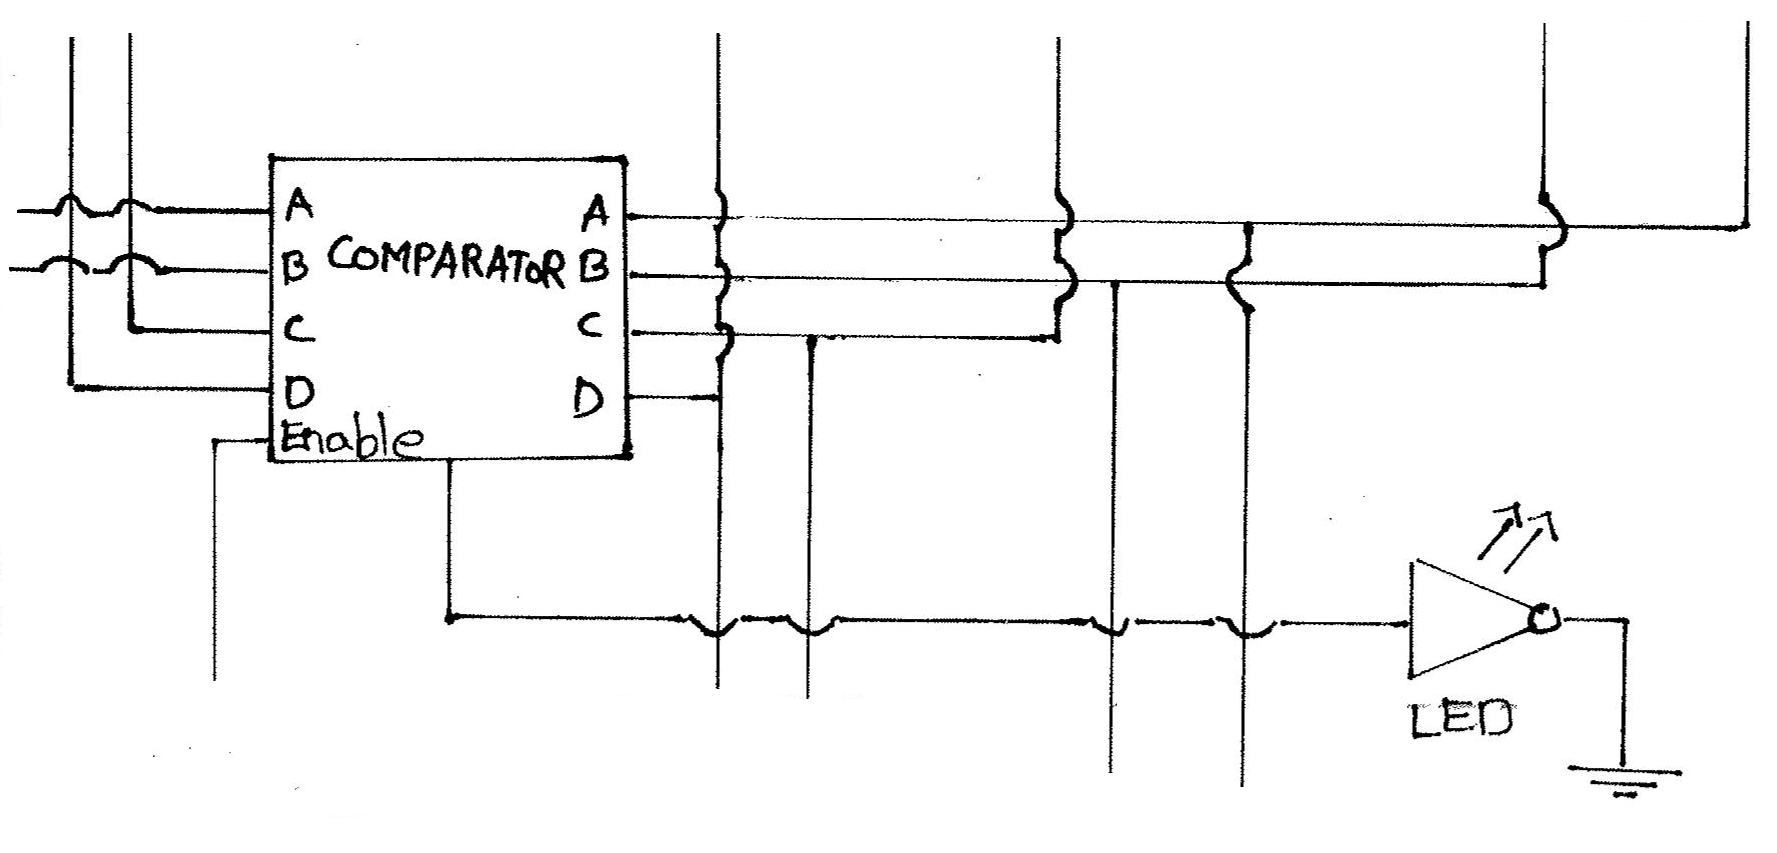 A A
COMPARATOR
B B
C C
D D
Enable
LED